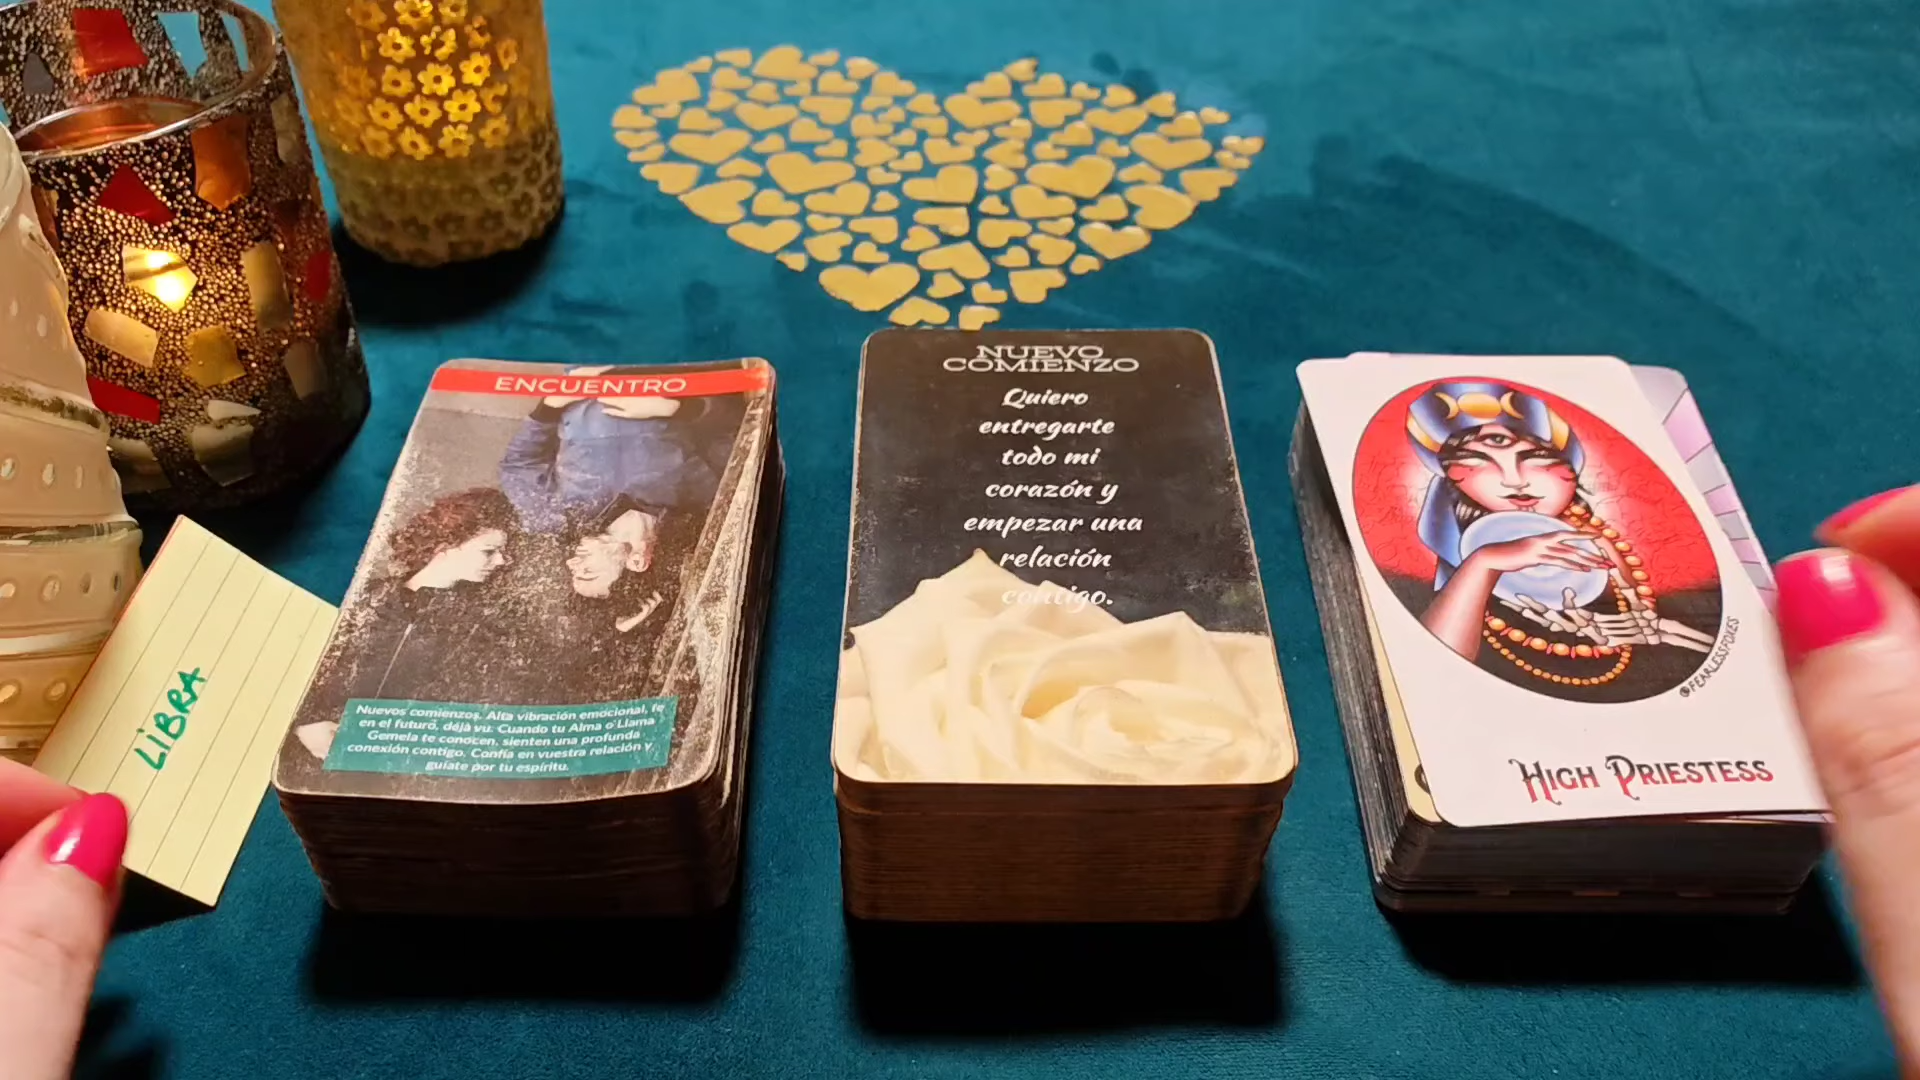 ENCUENTRO
Nuevos comienzos. Alta vibración emocional, fe
en el futuro, déjà vu. Cuando tu Alma o Llama
Gemela te conocen, sienten una profunda
conexión contigo. Confía en vuestra relación y
guíate por tu espíritu.
LIBRA
NUEVO
COMIENZO
Quiero
entregarte
todo mi
corazón y
empezar una
relación
contigo.
@FEARLESSFOXES
HIGH PRIESTESS